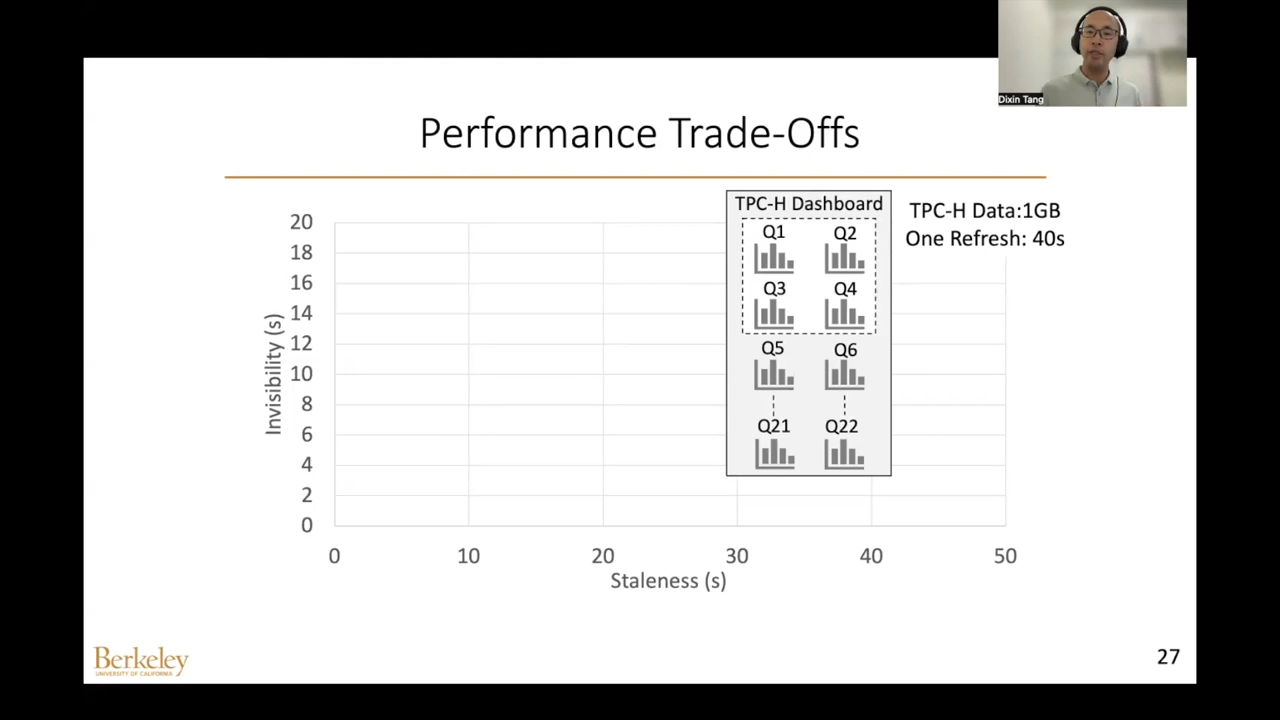 Dixin Tang
Performance Trade-Offs
TPC-H Dashboard
Q1 Q2
Q3 Q4
Q5 Q6
Q21 Q22
TPC-H Data:1GB
One Refresh: 40s
Invisibility (s)
20
18
16
14
12
10
8
6
4
2
0
0 10 20 30 40 50
Staleness (s)
Berkeley
UNIVERSITY OF CALIFORNIA
27